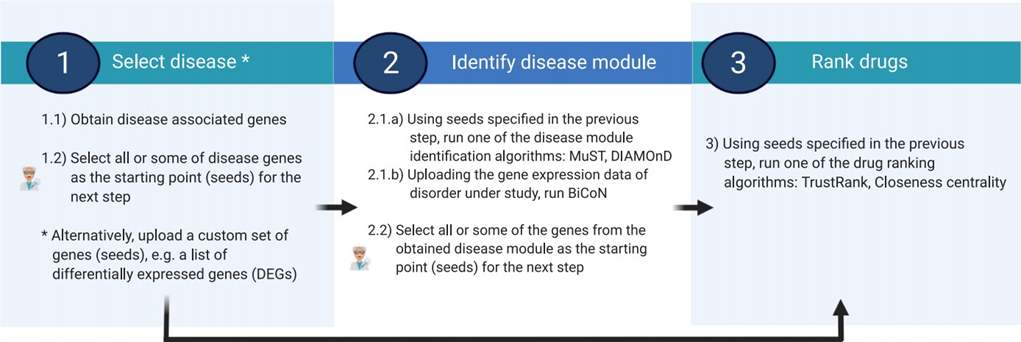 1
Select disease *
1.1) Obtain disease associated genes
1.2) Select all or some of disease genes
as the starting point (seeds) for the
next step
* Alternatively, upload a custom set of
genes (seeds), e.g. a list of
differentially expressed genes (DEGs)
2
Identify disease module
2.1.a) Using seeds specified in the previous
step, run one of the disease module
identification algorithms: MuST, DIAMOnD
2.1.b) Uploading the gene expression data of
disorder under study, run BiCoN
2.2) Select all or some of the genes from the
obtained disease module as the starting
point (seeds) for the next step
3
Rank drugs
3) Using seeds specified in the previous
step, run one of the drug ranking
algorithms: TrustRank, Closeness centrality